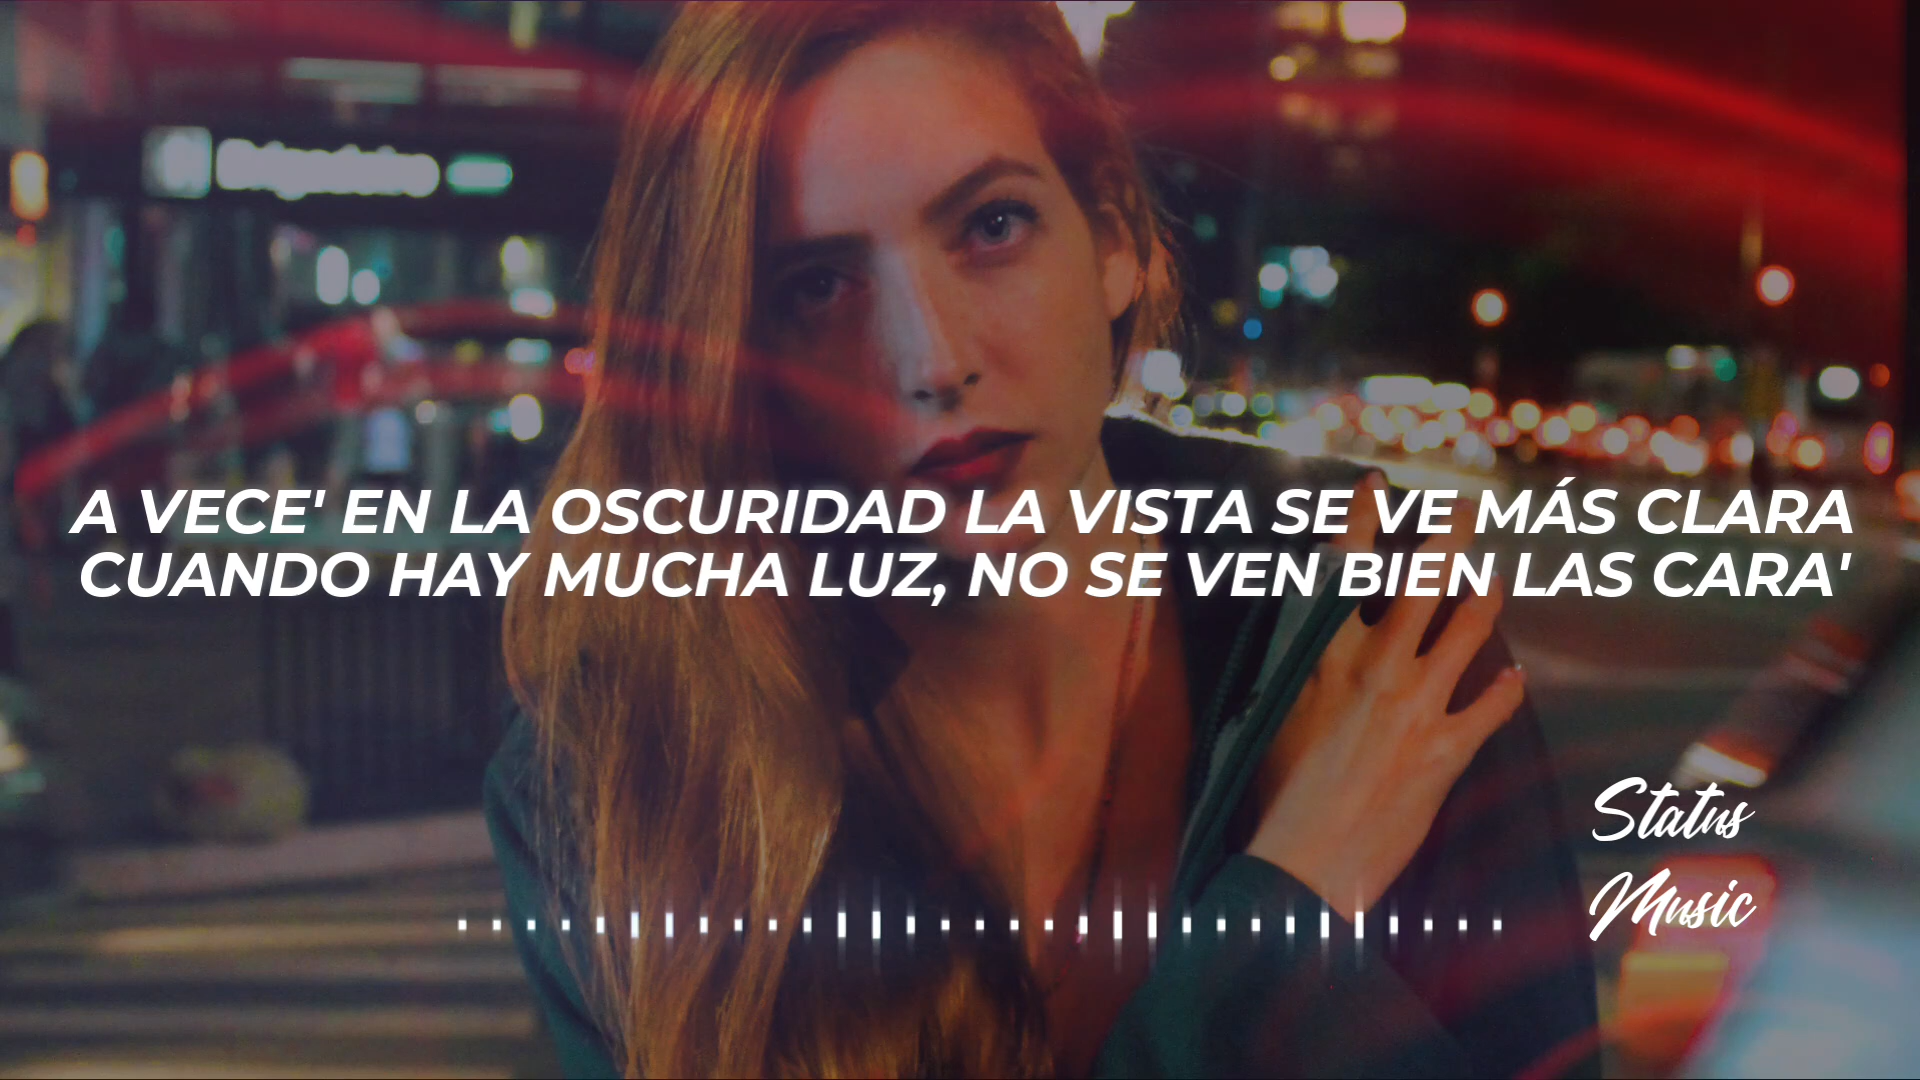 A VECE' EN LA OSCURIDAD LA VISTA SE VE MÁS CLARA
CUANDO HAY MUCHA LUZ, NO SE VEN BIEN LAS CARA'
Status
Music